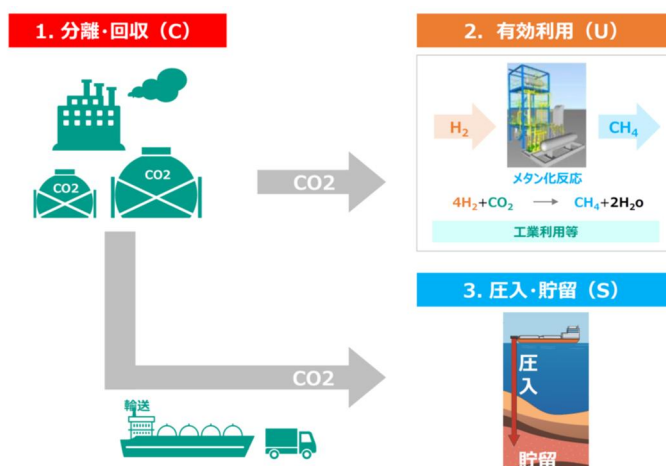 1. 分離・回収（C）
CO2
CO2
CO2
2. 有効利用（U）
H₂
CH₄
メタン化反応
4H₂+CO₂ → CH₄+2H₂o
工業利用等
3. 圧入・貯留（S）
CO2
輸送
圧
入
貯留